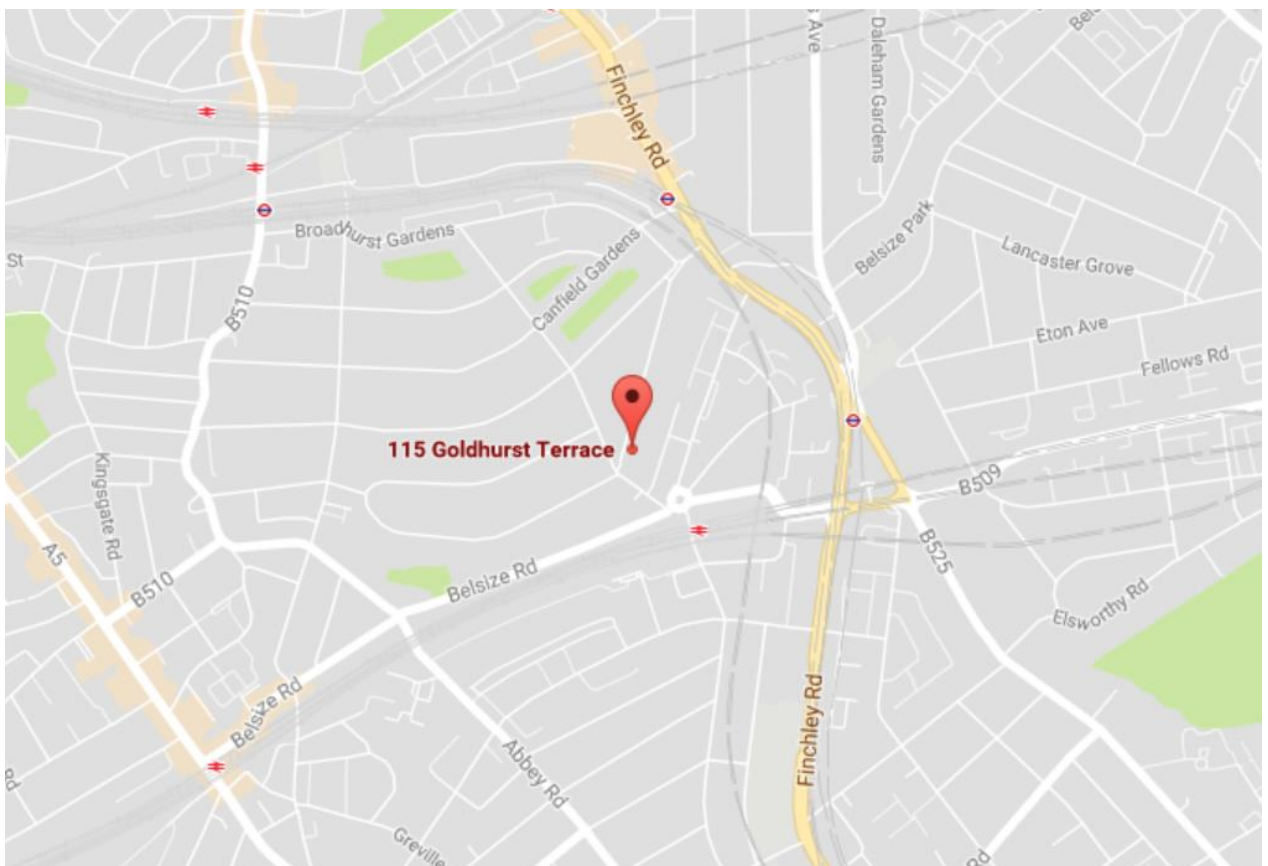 s Ave
Daleham Gardens
Bels
Finchley Rd
Broadhurst Gardens
St
Canfield Gardens
Belsize Park
Lancaster Grove
B510
Eton Ave
Fellows Rd
115 Goldhurst Terrace
Kingsgate Rd
B509
A5
B510
Belsize Rd
B525
Elsworthy Rd
Belsize Rd
Abbey Rd
Finchley Rd
Rd
Greville
Rd